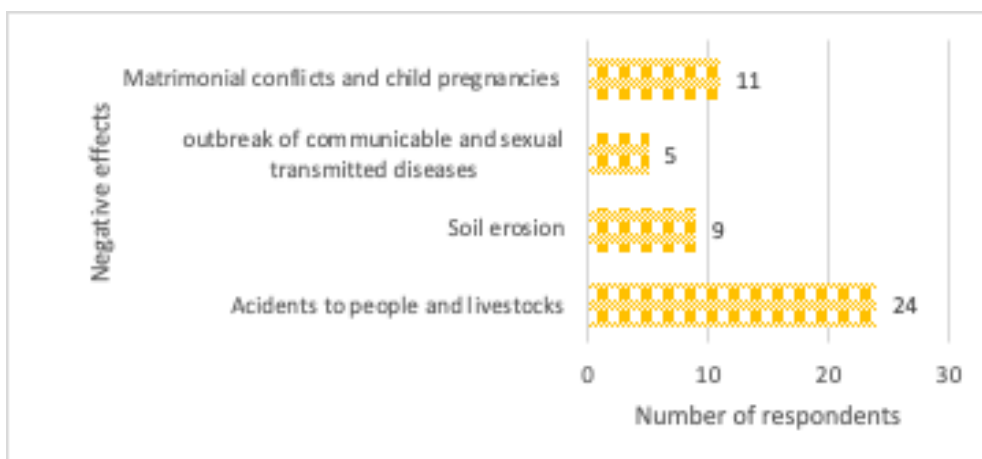 Negative effects
Matrimonial conflicts and child pregnancies
11
outbreak of communicable and sexual
transmitted diseases
5
Soil erosion
9
Acidents to people and livestocks
24
0 10 20 30
Number of respondents